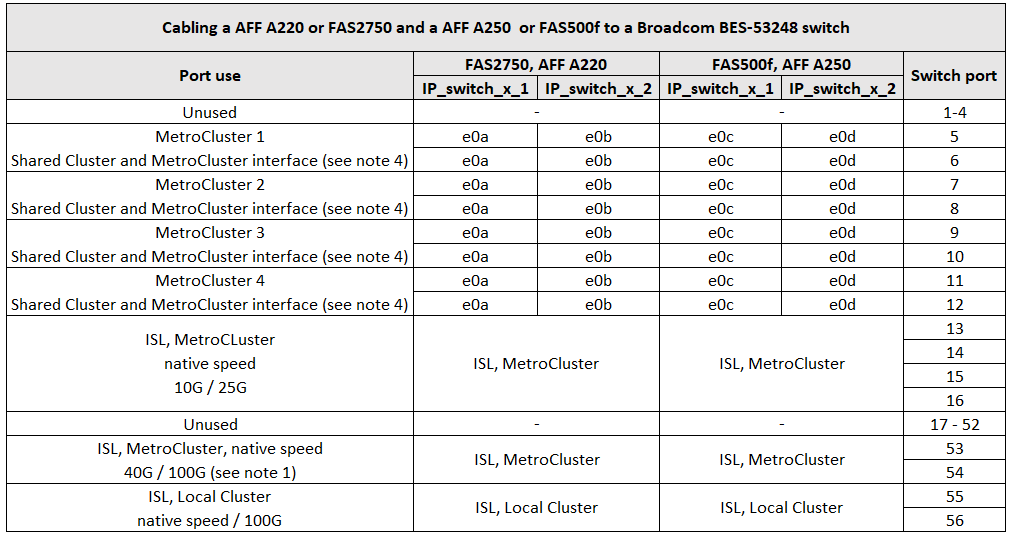 Cabling a AFF A220 or FAS2750 and a AFF A250  or FAS500f to a Broadcom BES-53248 switch
Port use
FAS2750, AFF A220
FAS500f, AFF A250
Switch port
IP_switch_x_1
IP_switch_x_2
IP_switch_x_1
IP_switch_x_2
Unused
-
-
1-4
MetroCluster 1
e0a
e0b
e0c
e0d
5
Shared Cluster and MetroCluster interface (see note 4)
e0a
e0b
e0c
e0d
6
MetroCluster 2
e0a
e0b
e0c
e0d
7
Shared Cluster and MetroCluster interface (see note 4)
e0a
e0b
e0c
e0d
8
MetroCluster 3
e0a
e0b
e0c
e0d
9
Shared Cluster and MetroCluster interface (see note 4)
e0a
e0b
e0c
e0d
10
MetroCluster 4
e0a
e0b
e0c
e0d
11
Shared Cluster and MetroCluster interface (see note 4)
e0a
e0b
e0c
e0d
12
ISL, MetroCLuster
native speed
10G / 25G
ISL, MetroCluster
ISL, MetroCluster
13
14
15
16
Unused
-
-
17 - 52
ISL, MetroCluster, native speed
40G / 100G (see note 1)
ISL, MetroCluster
ISL, MetroCluster
53
54
ISL, Local Cluster
native speed / 100G
ISL, Local Cluster
ISL, Local Cluster
55
56